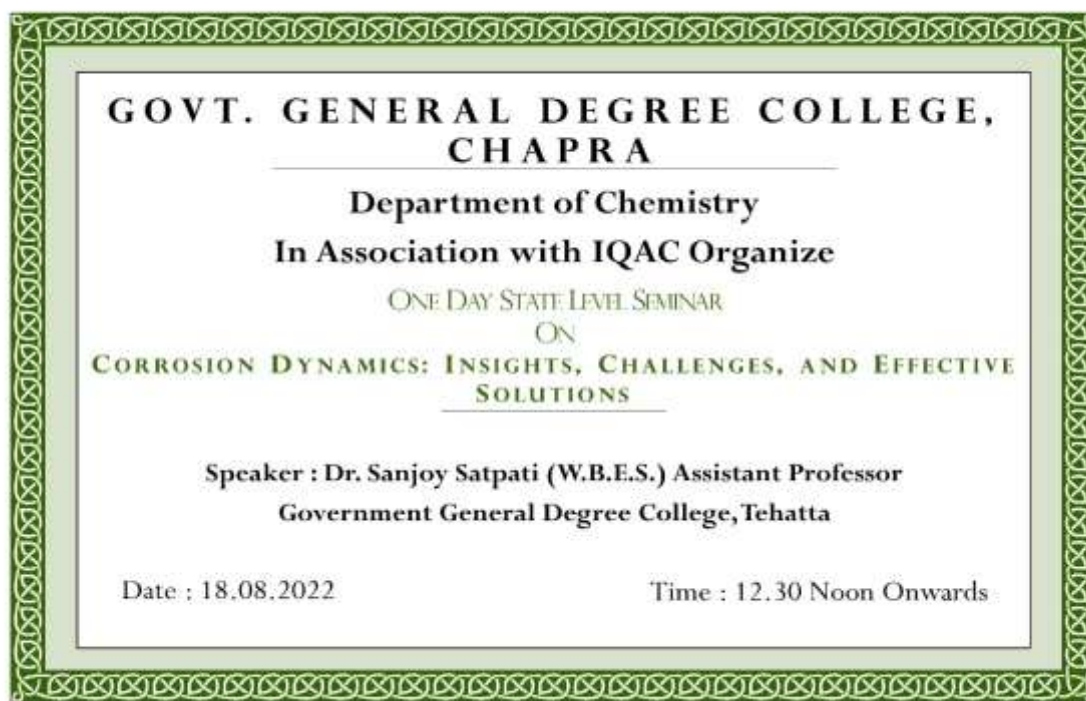 GOVT. GENERAL DEGREE COLLEGE,
CHAPRA
Department of Chemistry
In Association with IQAC Organize
ONE DAY STATE LEVEL SEMINAR
ON
CORROSION DYNAMICS: INSIGHTS, CHALLENGES, AND EFFECTIVE
SOLUTIONS
Speaker : Dr. Sanjoy Satpati (W.B.E.S.) Assistant Professor
Government General Degree College, Tehatta
Date : 18.08.2022
Time : 12.30 Noon Onwards